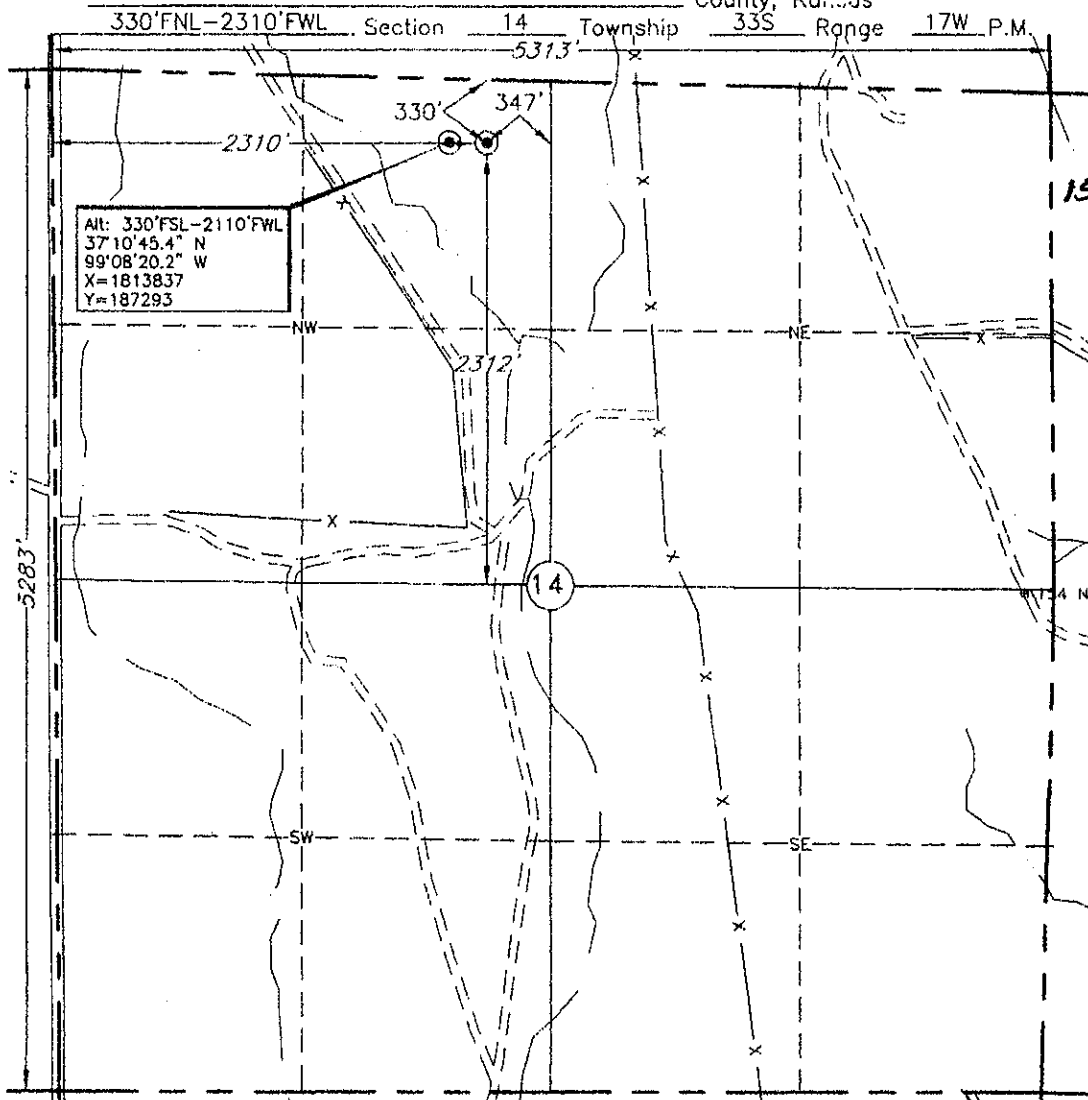 County, Kansas
330'FNL-2310'FWL Section 14 Township 33S Range 17W P.M.
5313'
330' 347'
2310'
Alt: 330'FSL-2110'FWL
37°10'45.4" N
99°08'20.2" W
X=1813837
Y=187293
X
X
X
X
NW
NE
X
2312'
X
X
5283'
14
X
X
X
SW
SE
X
X